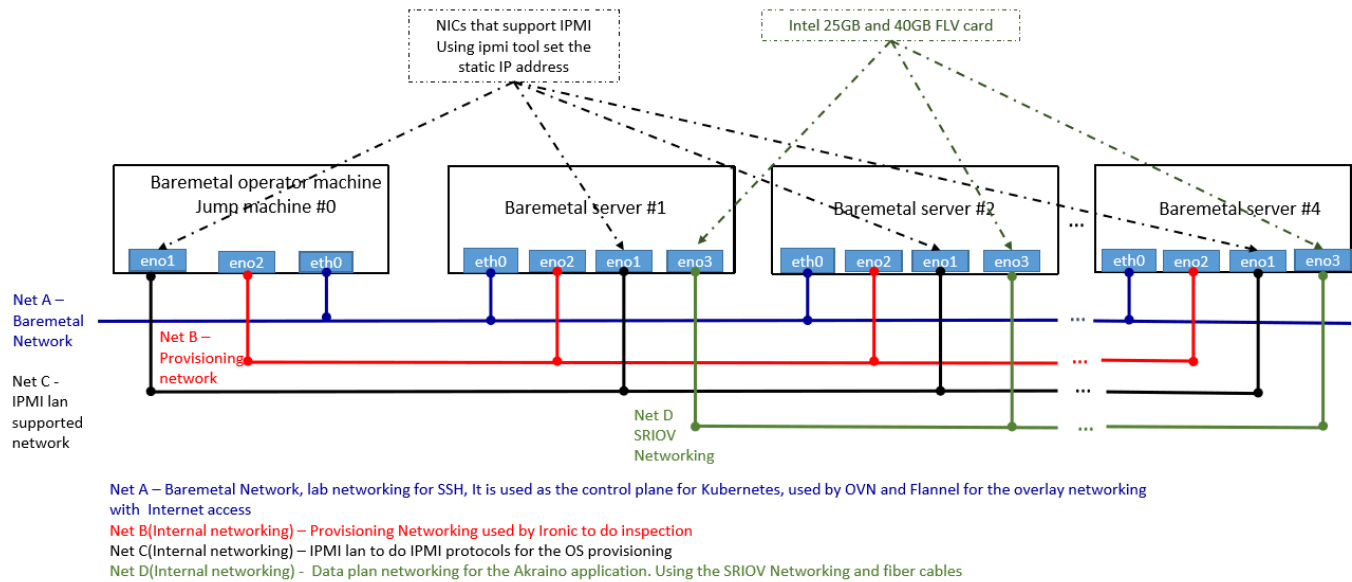 NICs that support IPMI
Using ipmi tool set the
static IP address
Intel 25GB and 40GB FLV card
Baremetal operator machine
Jump machine #0
Baremetal server #1
Baremetal server #2
...
Baremetal server #4
eno1
eno2
eth0
eth0
eno2
eno1
eno3
eth0
eno2
eno1
eno3
eth0
eno2
eno1
eno3
Net A –
Baremetal
Network
...
Net B –
Provisioning
network
...
Net C -
IPMI lan
supported
network
...
Net D
SRIOV
Networking
...
Net A – Baremetal Network, lab networking for SSH, It is used as the control plane for Kubernetes, used by OVN and Flannel for the overlay networking
with Internet access
Net B(Internal networking) – Provisioning Networking used by Ironic to do inspection
Net C(Internal networking) – IPMI lan to do IPMI protocols for the OS provisioning
Net D(Internal networking) - Data plan networking for the Akraino application. Using the SRIOV Networking and fiber cables